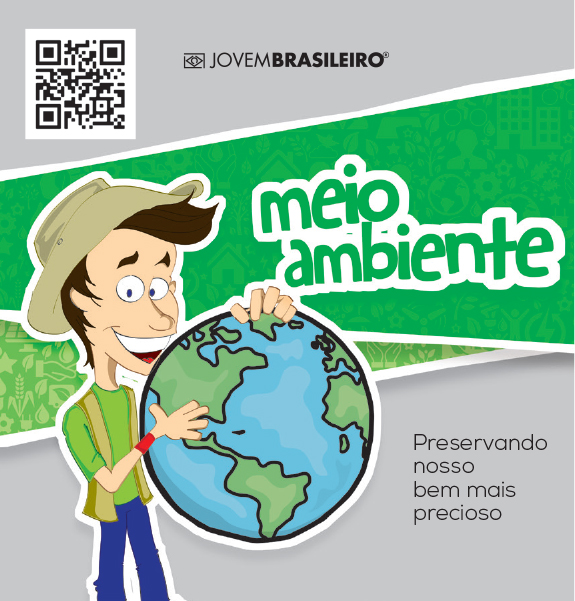 JOVEMBRASILEIRO®
meio
ambiente
Preservando
nosso
bem mais
precioso